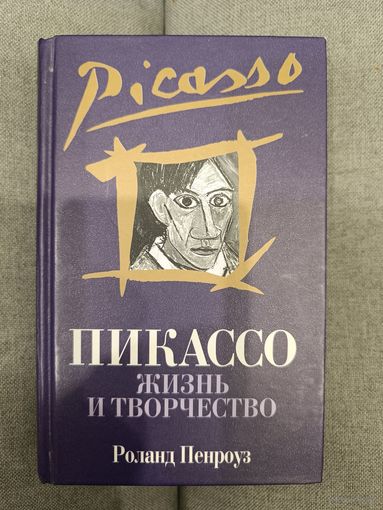 Picasso
ПИКАССО
ЖИЗНЬ
И ТВОРЧЕСТВО
Роланд Пенроуз